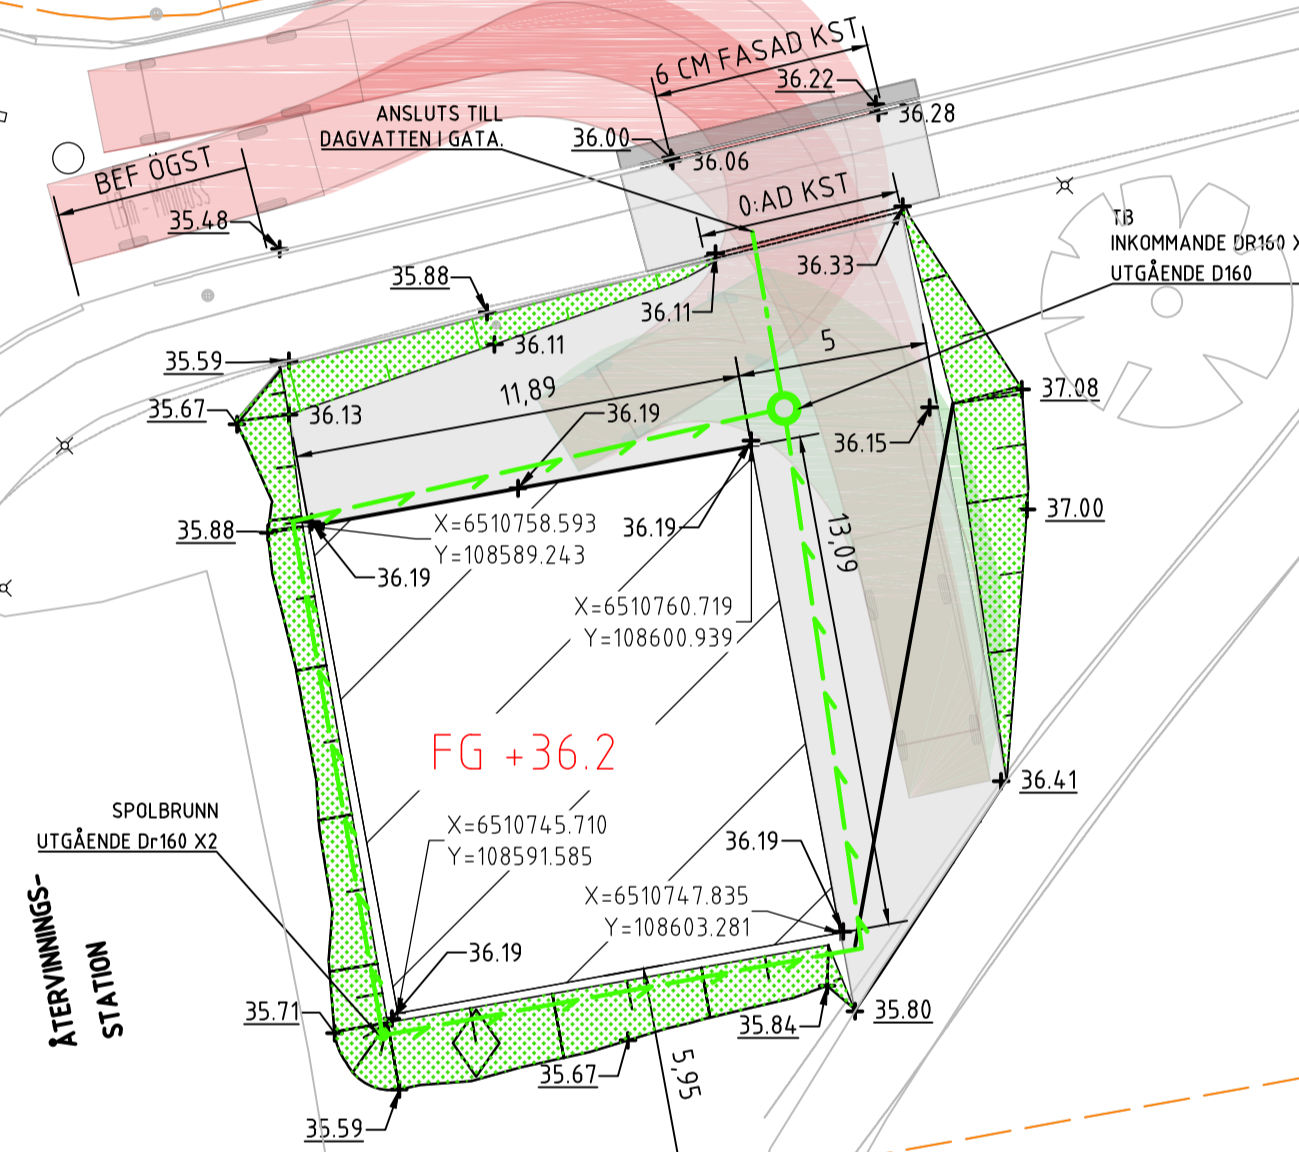 6 CM FASAD KST
36.22
36.28
ANSLUTS TILL
DAGVATTEN I GATA.
36.00
36.06
BEF ÖGST
35.48
0:AD KST
TB
INKOMMANDE DR160 X
UTGÅENDE D160
36.33
35.88
36.11
36.11
5
35.59
11,89
37.08
35.67
36.13
36.19
36.15
37.00
35.88
X=6510758.593
Y=108589.243
36.19
36.19
13,09
X=6510760.719
Y=108600.939
FG +36.2
36.41
SPOLBRUNN
UTGÅENDE Dr160 X2
X=6510745.710
Y=108591.585
36.19
X=6510747.835
Y=108603.281
36.19
ÅTERVINNINGS-
STATION
35.71
35.84
35.80
35.67
5,95
35.59